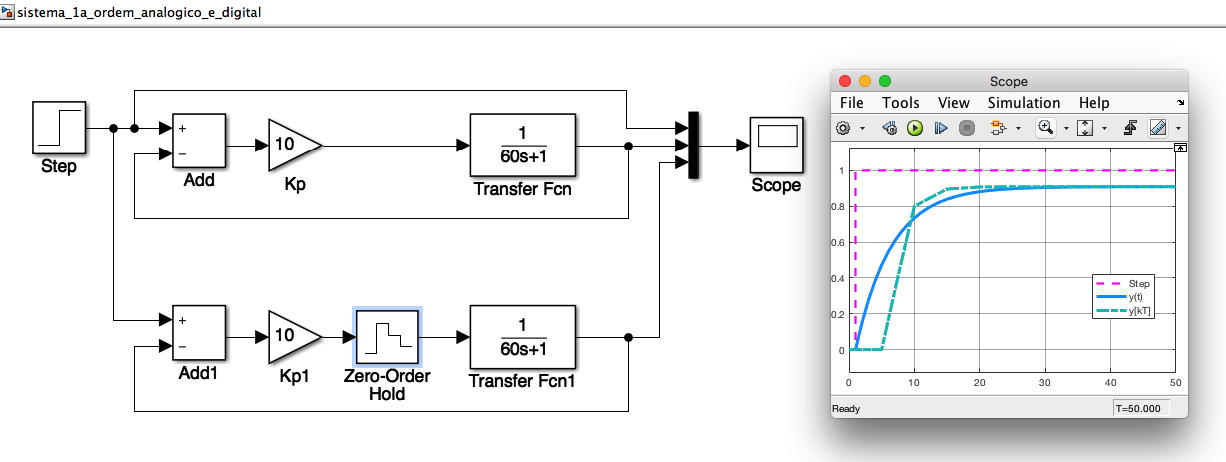 sistema_1a_ordem_analogico_e_digital
Step
+
−
Add
10
Kp
1
60s+1
Transfer Fcn
Scope
+
−
Add1
10
Kp1
Zero-Order
Hold
1
60s+1
Transfer Fcn1
Scope
File Tools View Simulation Help
1
0.8
0.6
0.4
0.2
0
0 10 20 30 40 50
Step
y(t)
y[kT]
Ready T=50.000